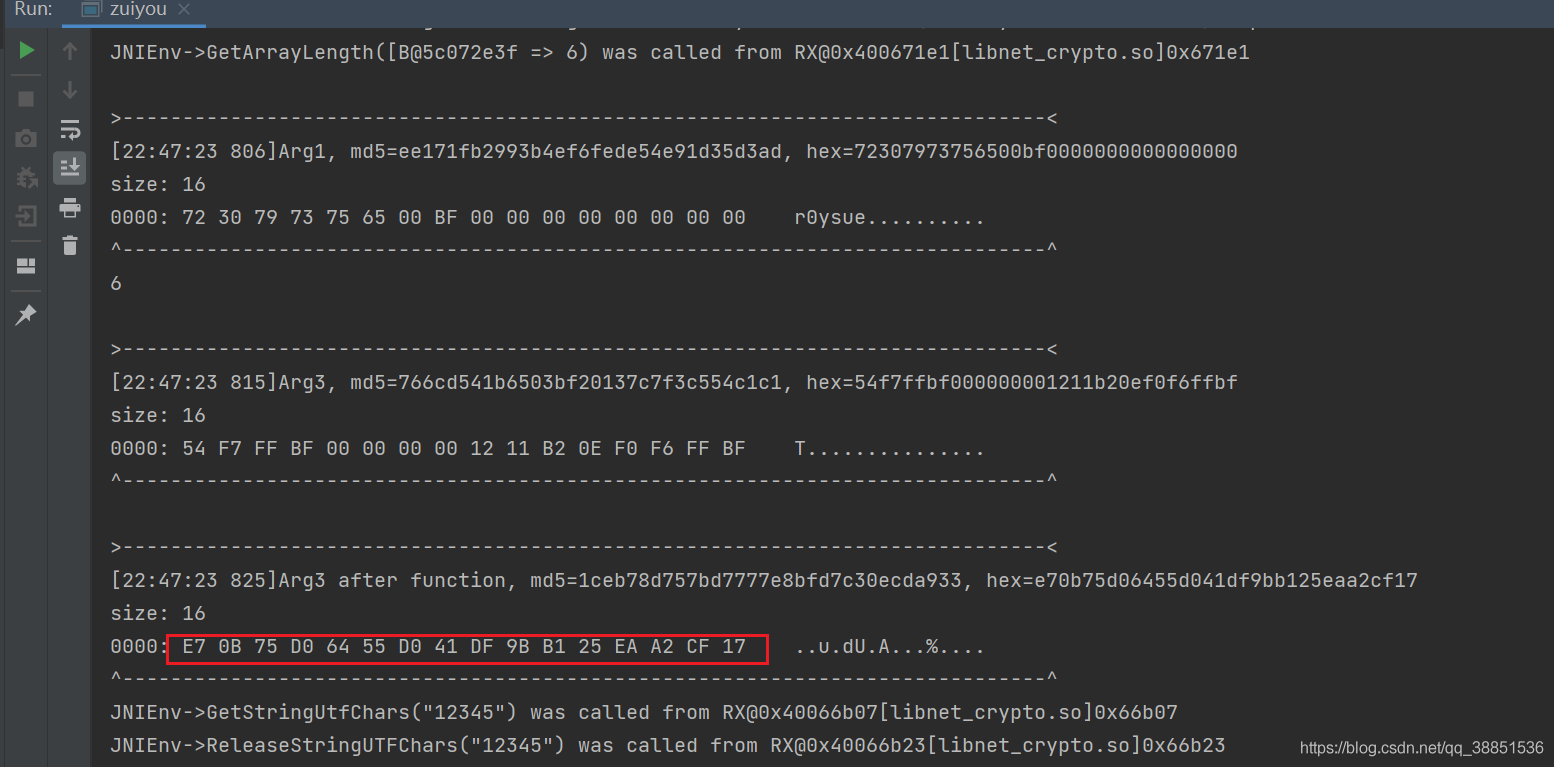 Run: zuiyou
JNIEnv->GetArrayLength([B@5c072e3f => 6) was called from RX@0x400671e1[libnet_crypto.so]0x671e1
>-----------------------------------------------------------------------------<
[22:47:23 806]Arg1, md5=ee171fb2993b4ef6fede54e91d35d3ad, hex=72307973756500bf0000000000000000
size: 16
0000: 72 30 79 73 75 65 00 BF 00 00 00 00 00 00 00 00    r0ysue..........
^-----------------------------------------------------------------------------^
6
>-----------------------------------------------------------------------------<
[22:47:23 815]Arg3, md5=766cd541b6503bf20137c7f3c554c1c1, hex=54f7ffbf000000001211b20ef0f6ffbf
size: 16
0000: 54 F7 FF BF 00 00 00 00 12 11 B2 0E F0 F6 FF BF    T...............
^-----------------------------------------------------------------------------^
>-----------------------------------------------------------------------------<
[22:47:23 825]Arg3 after function, md5=1ceb78d757bd7777e8bfd7c30ecda933, hex=e70b75d06455d041df9bb125eaa2cf17
size: 16
0000: E7 0B 75 D0 64 55 D0 41 DF 9B B1 25 EA A2 CF 17    ..u.dU.A...%....
^-----------------------------------------------------------------------------^
JNIEnv->GetStringUtfChars("12345") was called from RX@0x40066b07[libnet_crypto.so]0x66b07
JNIEnv->ReleaseStringUTFChars("12345") was called from RX@0x40066b23[libnet_crypto.so]0x66b23
https://blog.csdn.net/qq_38851536